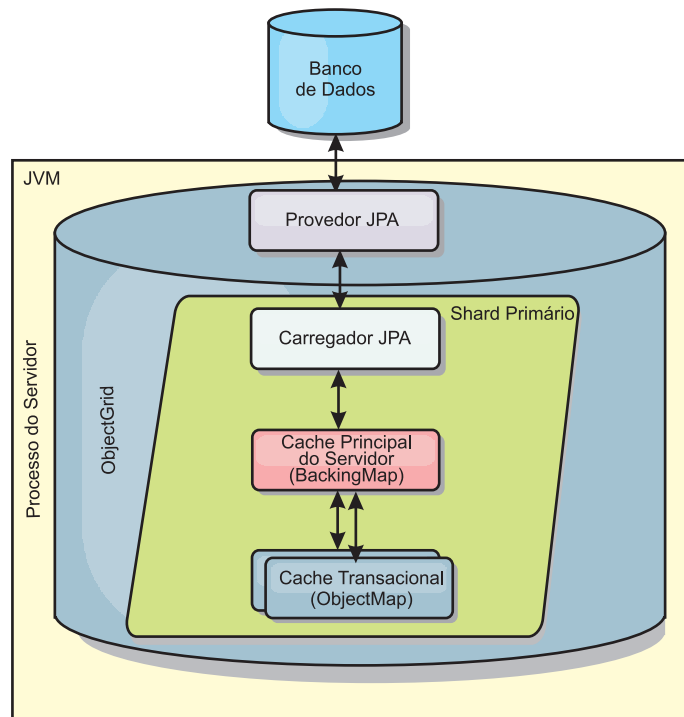 Banco
de Dados
JVM
Provedor JPA
Shard Primário
Carregador JPA
ObjectGrid
Processo do Servidor
Cache Principal
do Servidor
(BackingMap)
Cache Transacional
(ObjectMap)